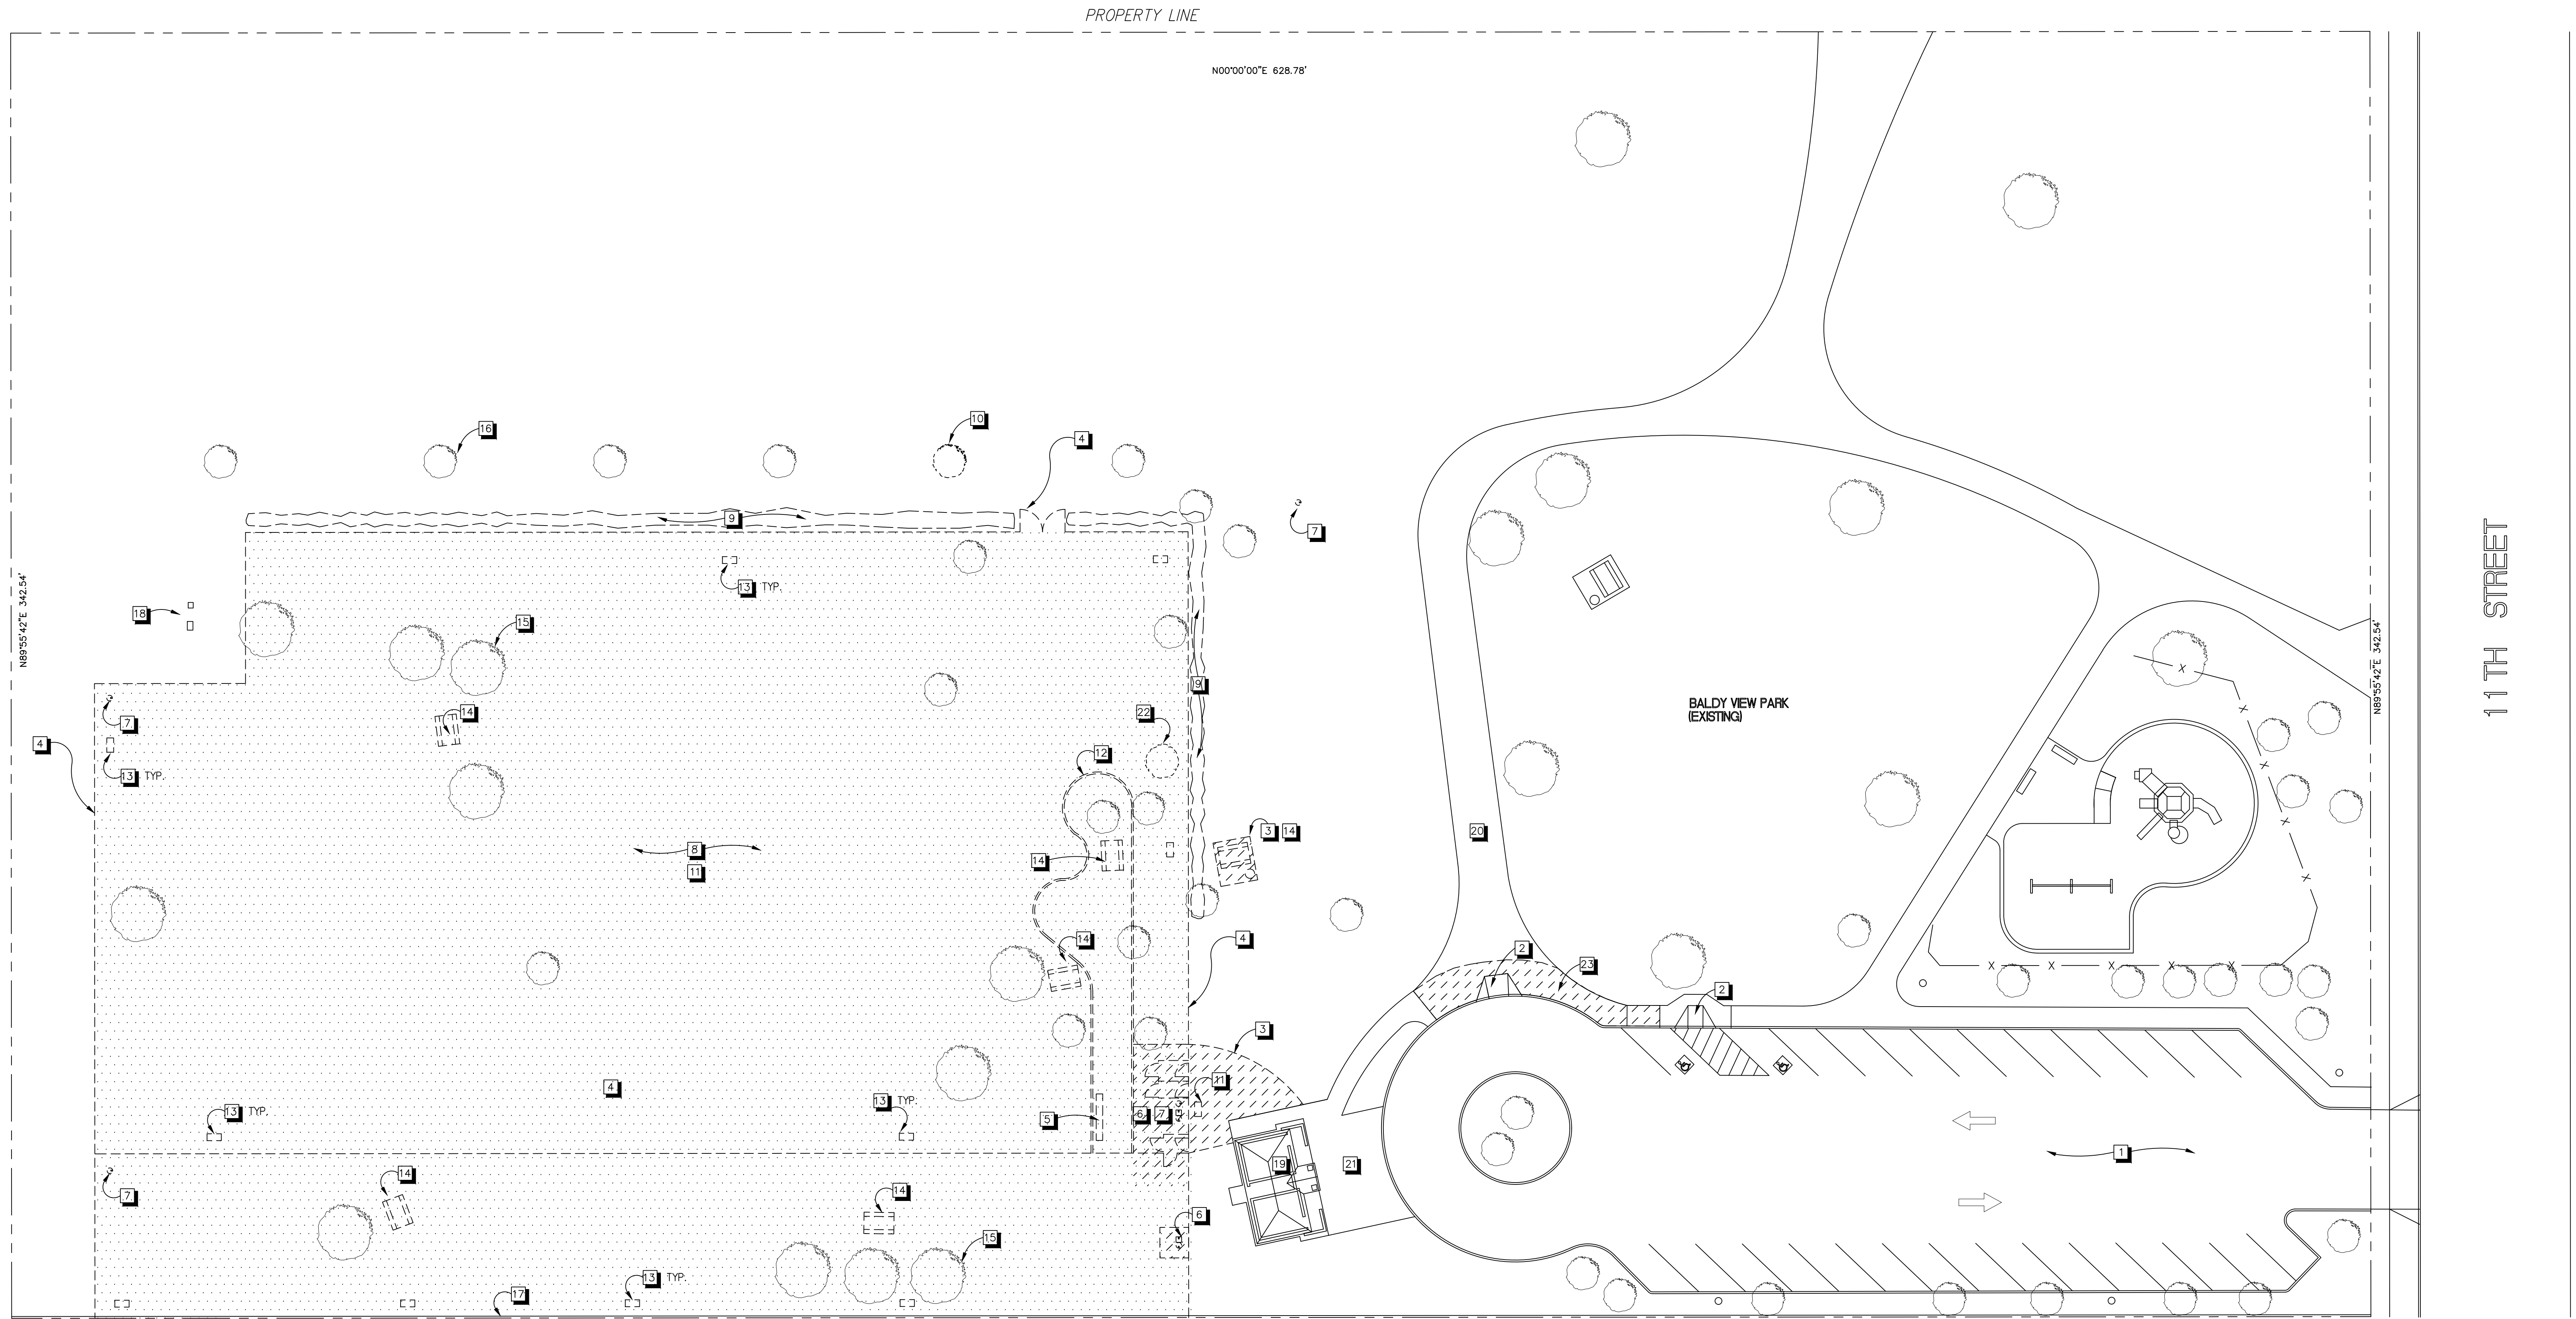 PROPERTY LINE
N00°00'00"E 628.78'
16
10
4
9
7
13 TYP.
N89°55'42"E 342.54'
18
15
11 TH STREET
N89°55'42"E 342.54'
X
9
BALDY VIEW PARK
(EXISTING)
14
22
X
7
4
12
13 TYP.
X
3 14
20
X
8
14
11
X
14
4
2
23
X X X X X
2
3
4
11
13 TYP.
13 TYP.
5
6 7
1
19
21
14
7
14
6
15
13 TYP.
17